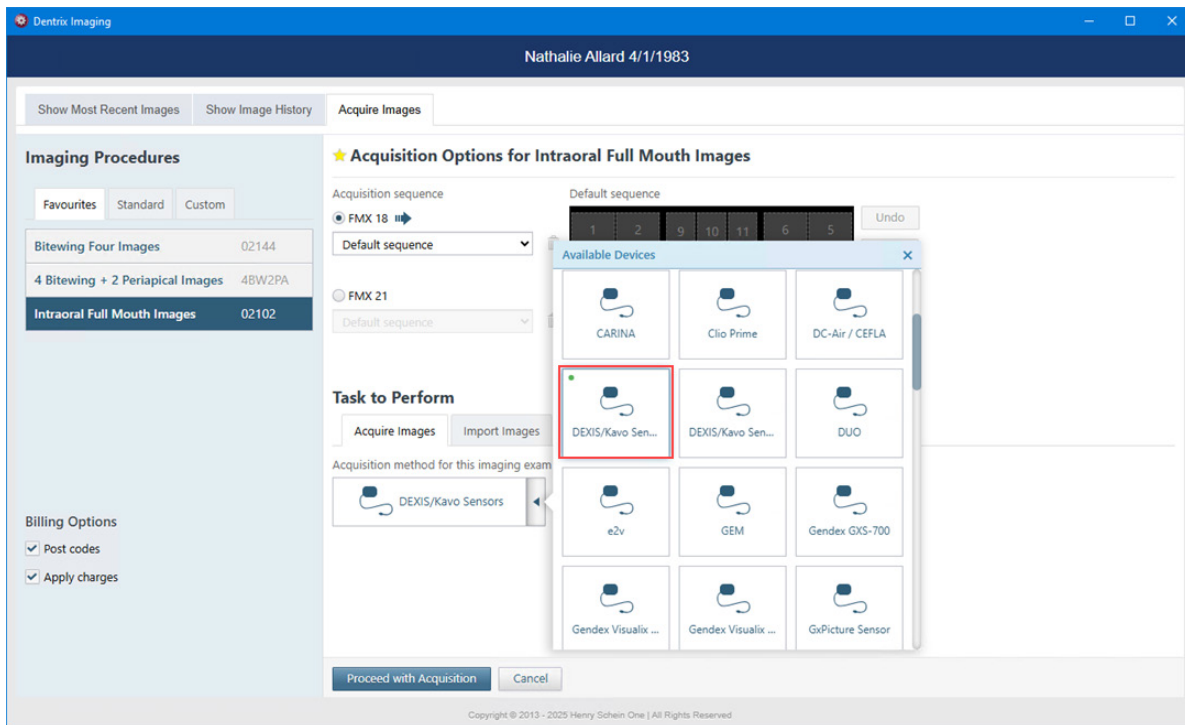 Dentrix Imaging
Nathalie Allard 4/1/1983
Show Most Recent Images
Show Image History
Acquire Images
Imaging Procedures
Favourites
Standard
Custom
Bitewing Four Images 02144
4 Bitewing + 2 Periapical Images 4BW2PA
Intraoral Full Mouth Images 02102
Billing Options
Post codes
Apply charges
Acquisition Options for Intraoral Full Mouth Images
Acquisition sequence
FMX 18
Default sequence
FMX 21
Default sequence
Default sequence
1 2 9 10 11 6 5
Undo
Task to Perform
Acquire Images
Import Images
Acquisition method for this imaging exam
DEXIS/Kavo Sensors
Available Devices
CARINA
Clio Prime
DC-Air / CEFLA
DEXIS/Kavo Sen...
DEXIS/Kavo Sen...
DUO
e2v
GEM
Gendex GXS-700
Gendex Visualix ...
Gendex Visualix ...
GxPicture Sensor
Proceed with Acquisition
Cancel
Copyright © 2013 - 2025 Henry Schein One | All Rights Reserved